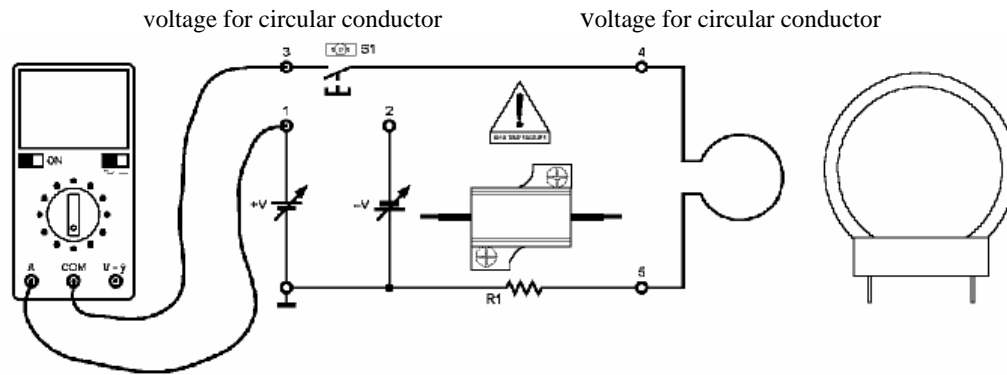 voltage for circular conductor
voltage for circular conductor
3
S1
4
1
2
ON
+V
-V
A
COM
R1
5